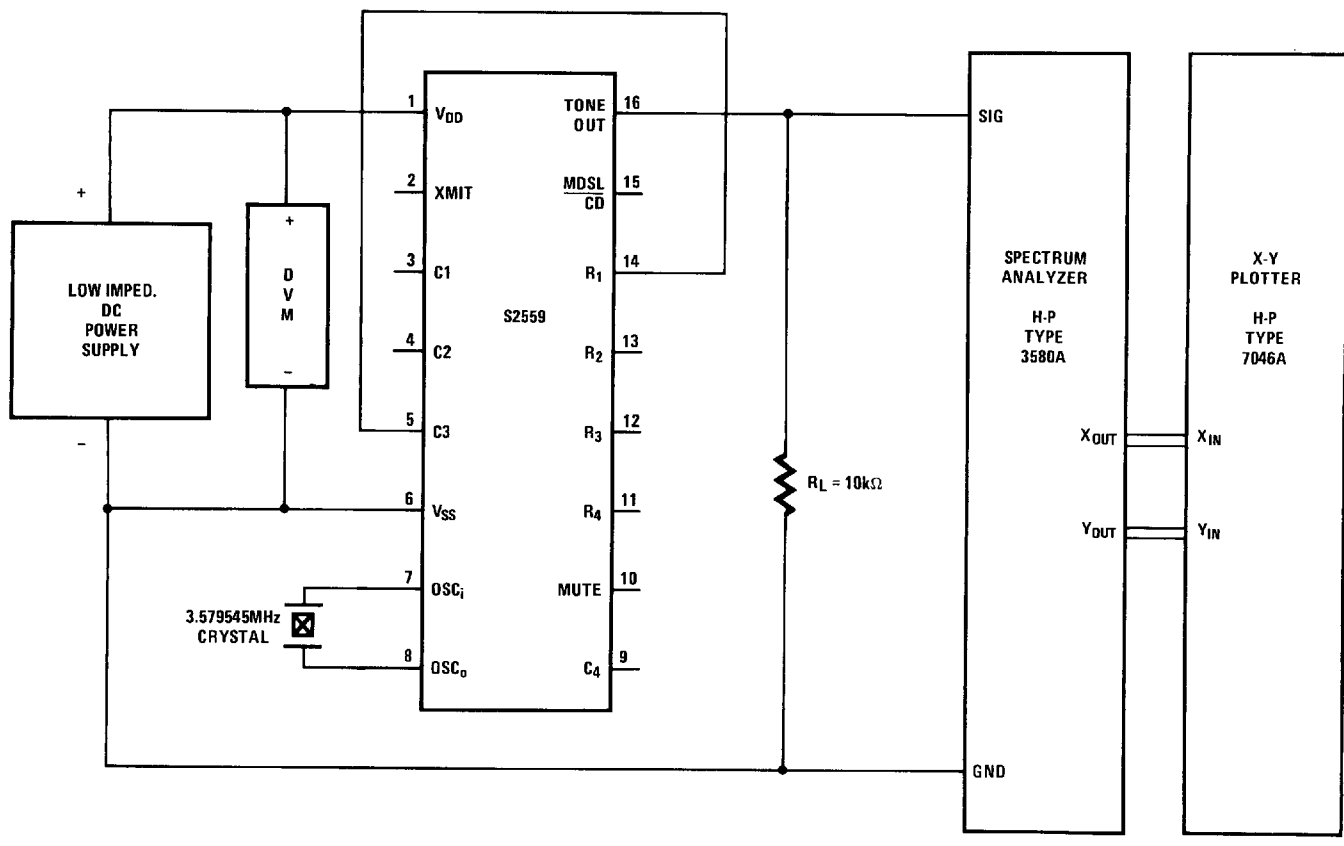 +
LOW IMPED.
DC
POWER
SUPPLY
−
+
D
V
M
−
3.579545MHz
CRYSTAL
1 VDD
2 XMIT
3 C1
4 C2
5 C3
6 VSS
7 OSCi
8 OSCo
S2559
TONE 16
OUT
MDSL 15
CD
R1 14
R2 13
R3 12
R4 11
MUTE 10
C4 9
RL = 10kΩ
SIG
SPECTRUM
ANALYZER
H-P
TYPE
3580A
XOUT
YOUT
GND
X-Y
PLOTTER
H-P
TYPE
7046A
XIN
YIN